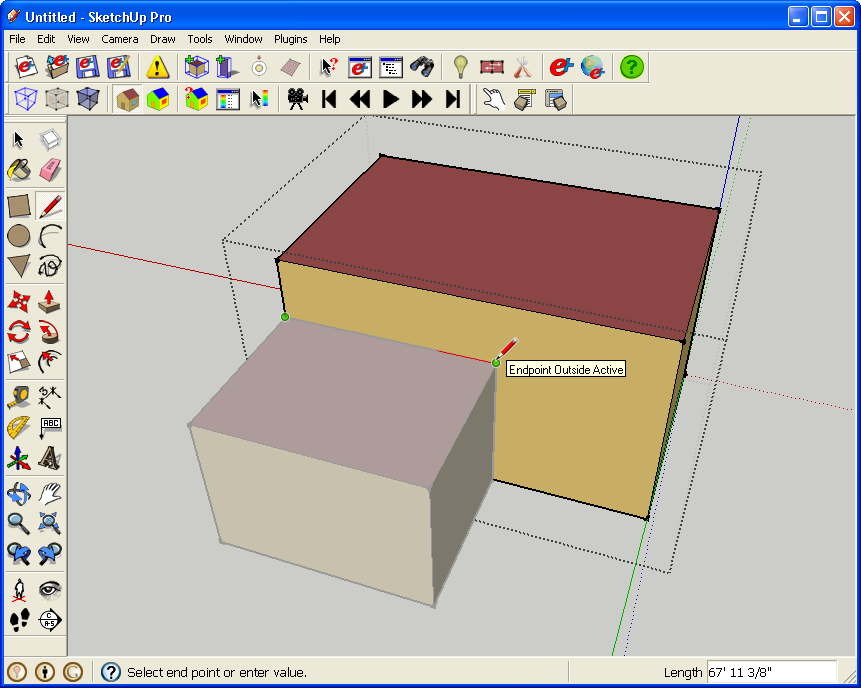 Untitled - SketchUp Pro
File Edit View Camera Draw Tools Window Plugins Help
Endpoint Outside Active
ABC
A
Select end point or enter value.
Length 67' 11 3/8"